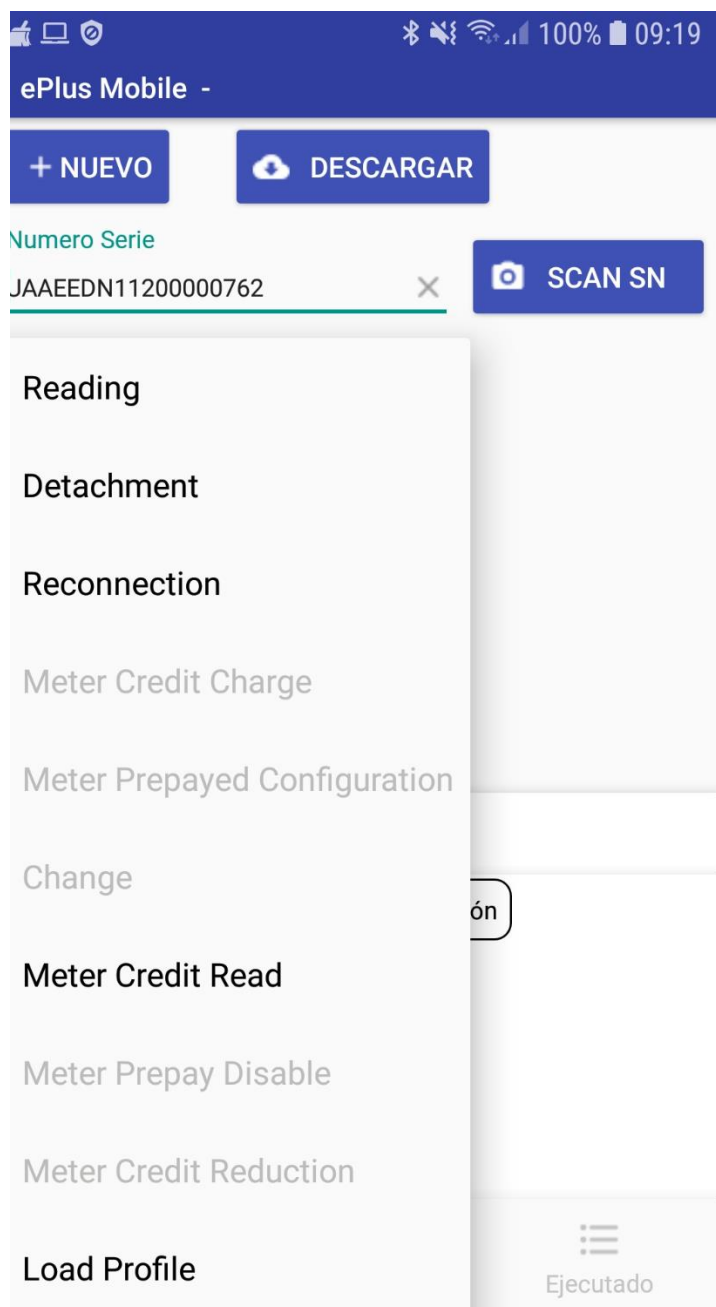 100% 09:19
ePlus Mobile -
+ NUEVO
DESCARGAR
Numero Serie
JAAEEDN11200000762
SCAN SN
Reading
Detachment
Reconnection
Meter Credit Charge
Meter Prepayed Configuration
Change
ón
Meter Credit Read
Meter Prepay Disable
Meter Credit Reduction
Load Profile
Ejecutado